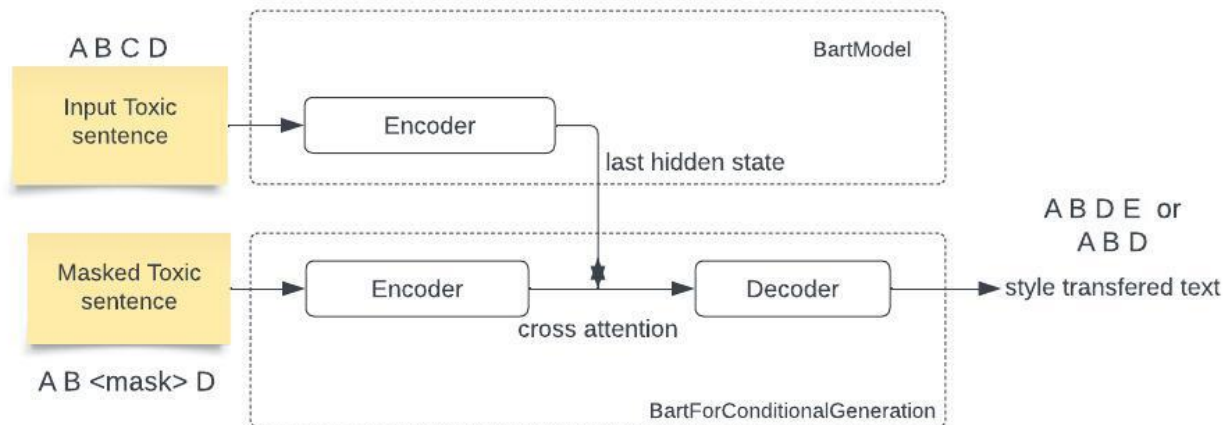 A B C D
Input Toxic
sentence
Encoder
BartModel
last hidden state
A B D E or
A B D
Masked Toxic
sentence
Encoder
Decoder
style transfered text
cross attention
A B <mask> D
BartForConditionalGeneration